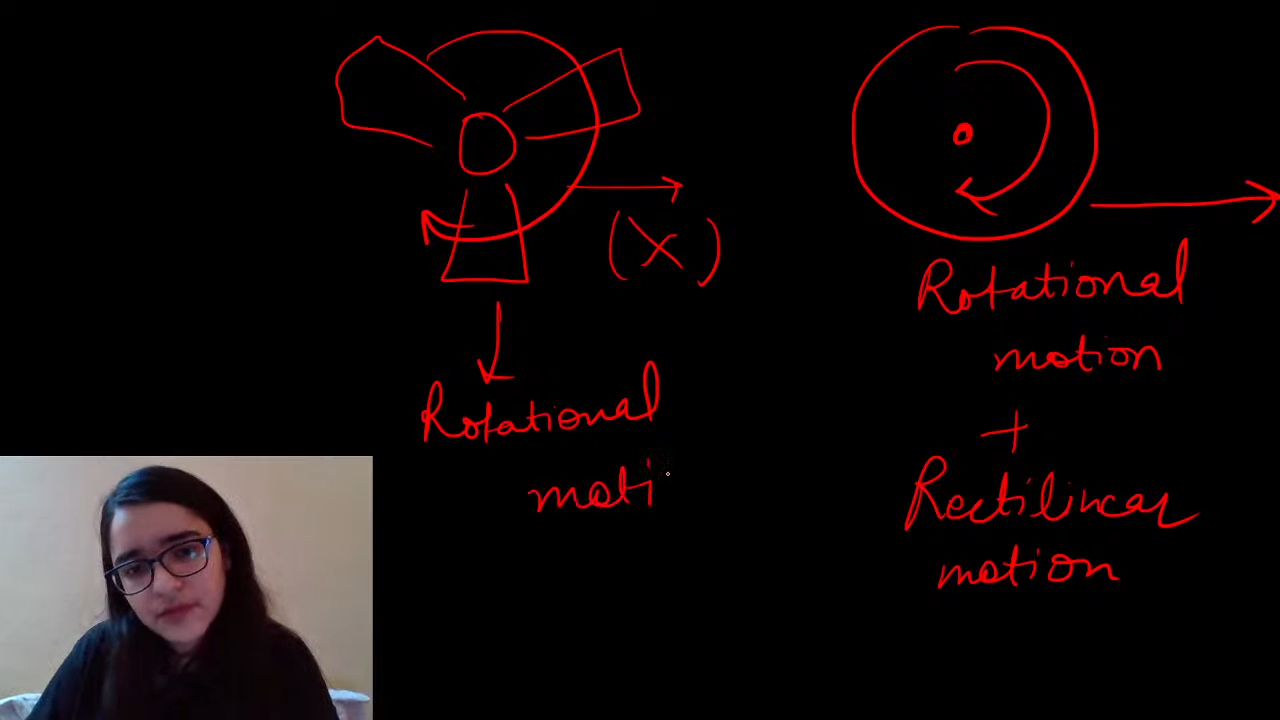 (X)
Rotational
moti
Rotational
motion
+
Rectilinear
motion